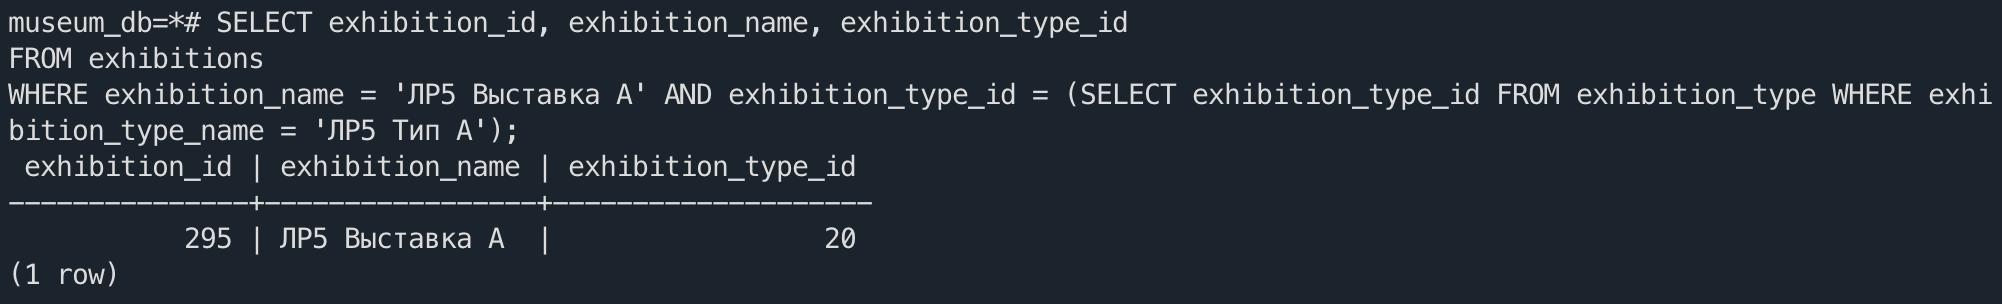 museum_db=*# SELECT exhibition_id, exhibition_name, exhibition_type_id
FROM exhibitions
WHERE exhibition_name = 'ЛР5 Выставка А' AND exhibition_type_id = (SELECT exhibition_type_id FROM exhibition_type WHERE exhi
bition_type_name = 'ЛР5 Тип А');
 exhibition_id | exhibition_name | exhibition_type_id
---------------+-----------------+--------------------
           295 | ЛР5 Выставка А  |                 20
(1 row)